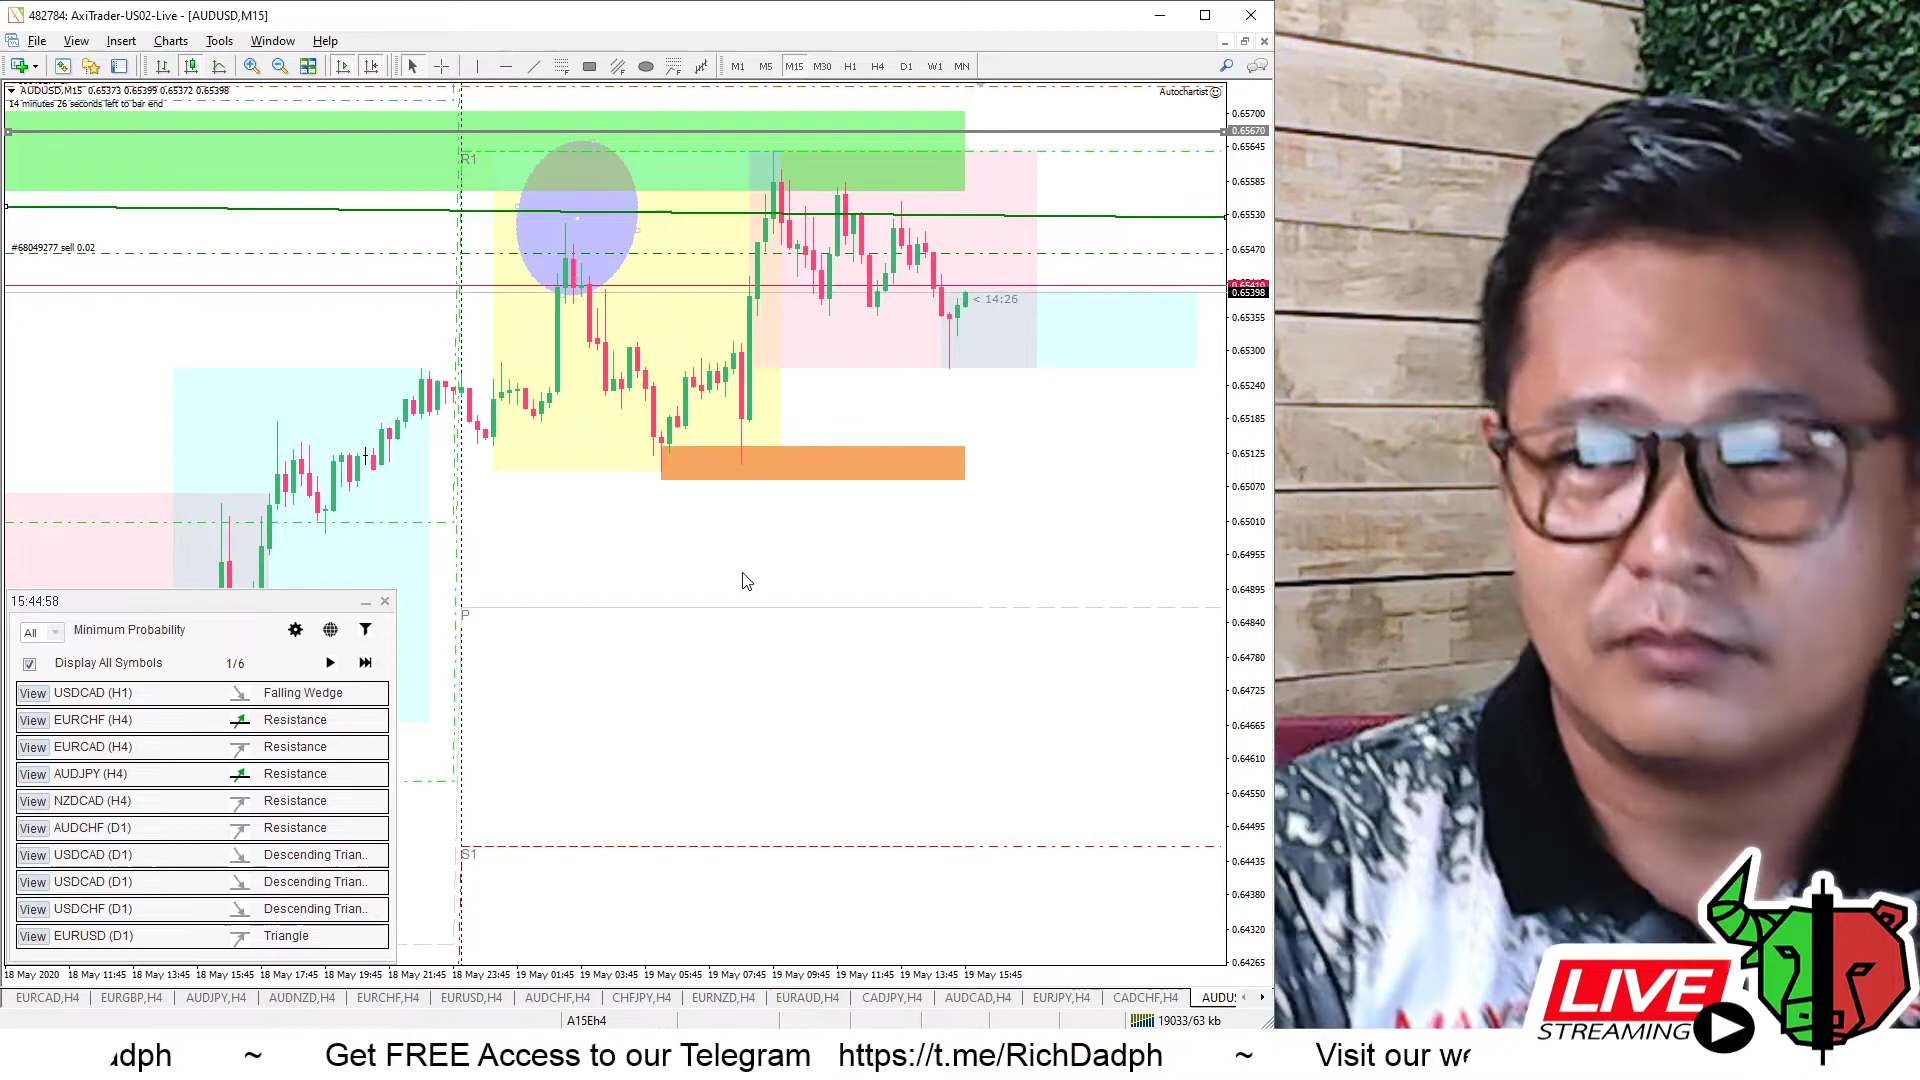 482784: AxiTrader-US02-Live - [AUDUSD,M15]
File View Insert Charts Tools Window Help
M1 M5 M15 M30 H1 H4 D1 W1 MN
AUDUSD,M15 0.65373 0.65399 0.65372 0.65398
14 minutes 26 seconds left to bar end
Autochartist
0.65700
0.65670
0.65645
R1
0.65585
0.65530
#68049277 sell 0.02
0.65470
0.65410
0.65398
< 14:26
0.65355
0.65300
0.65240
0.65185
0.65125
0.65070
0.65010
0.64955
0.64895
P
0.64840
0.64780
0.64725
0.64665
0.64610
0.64550
0.64495
S1
0.64435
0.64380
0.64320
0.64265
15:44:58
All Minimum Probability
Display All Symbols 1/6
View USDCAD (H1) Falling Wedge
View EURCHF (H4) Resistance
View EURCAD (H4) Resistance
View AUDJPY (H4) Resistance
View NZDCAD (H4) Resistance
View AUDCHF (D1) Resistance
View USDCAD (D1) Descending Trian..
View USDCAD (D1) Descending Trian..
View USDCHF (D1) Descending Trian..
View EURUSD (D1) Triangle
18 May 2020 18 May 11:45 18 May 13:45 18 May 15:45 18 May 17:45 18 May 19:45 18 May 21:45 18 May 23:45 19 May 01:45 19 May 03:45 19 May 05:45 19 May 07:45 19 May 09:45 19 May 11:45 19 May 13:45 19 May 15:45
EURCAD,H4 EURGBP,H4 AUDJPY,H4 AUDNZD,H4 EURCHF,H4 EURUSD,H4 AUDCHF,H4 CHFJPY,H4 EURNZD,H4 EURAUD,H4 CADJPY,H4 AUDCAD,H4 EURJPY,H4 CADCHF,H4 AUDUS
A15Eh4 19033/63 kb
LIVE
STREAMING
adph ~ Get FREE Access to our Telegram https://t.me/RichDadph ~ Visit our we